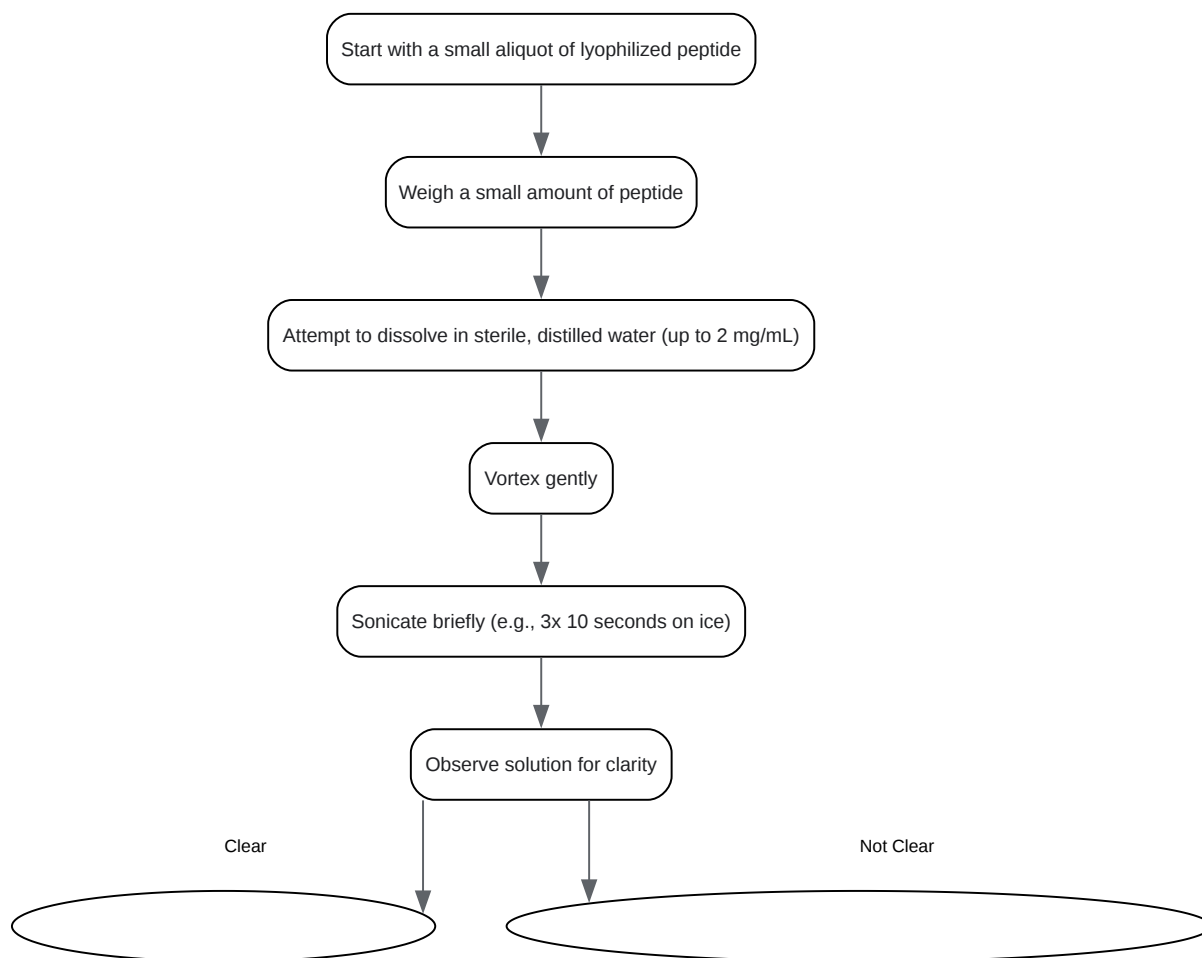 Start with a small aliquot of lyophilized peptide
Weigh a small amount of peptide
Attempt to dissolve in sterile, distilled water (up to 2 mg/mL)
Vortex gently
Sonicate briefly (e.g., 3x 10 seconds on ice)
Observe solution for clarity
Clear
Not Clear